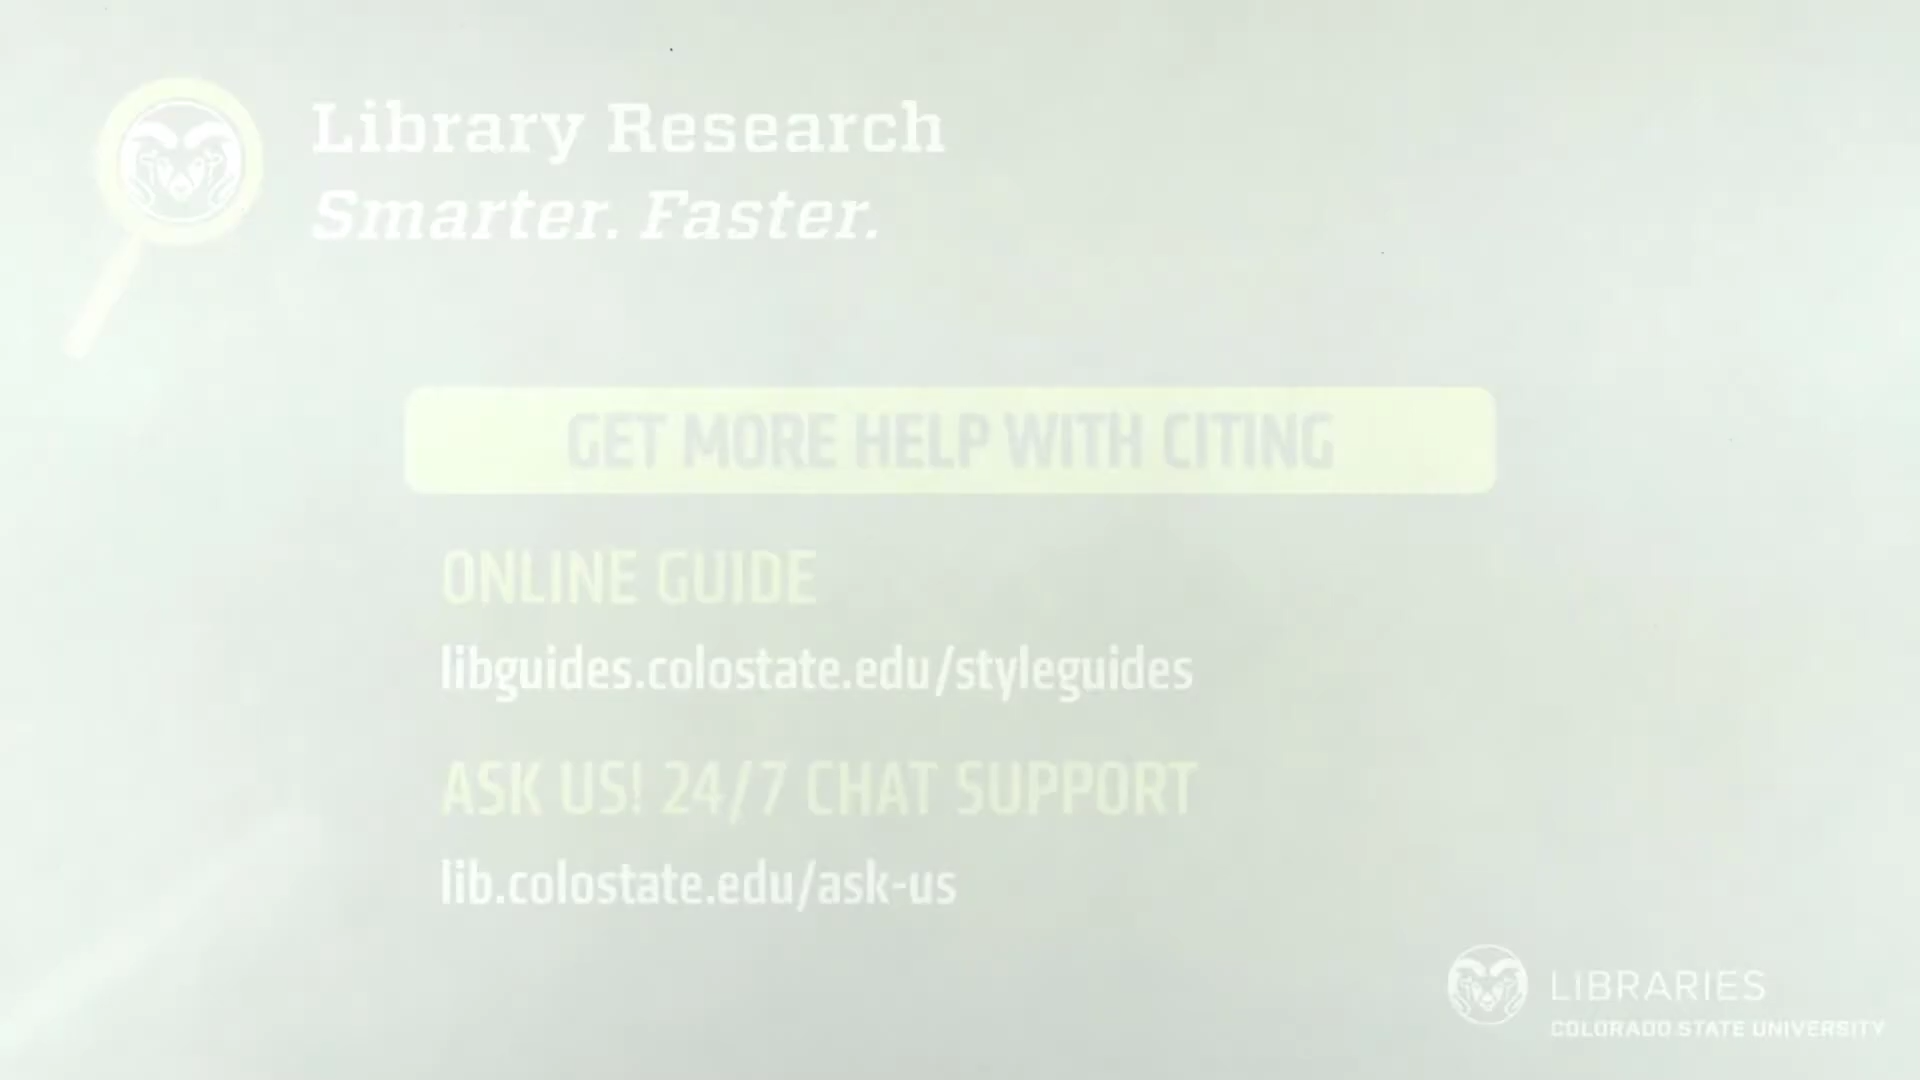 Library Research
Smarter. Faster.
GET MORE HELP WITH CITING
ONLINE GUIDE
libguides.colostate.edu/styleguides
ASK US! 24/7 CHAT SUPPORT
lib.colostate.edu/ask-us
LIBRARIES
COLORADO STATE UNIVERSITY